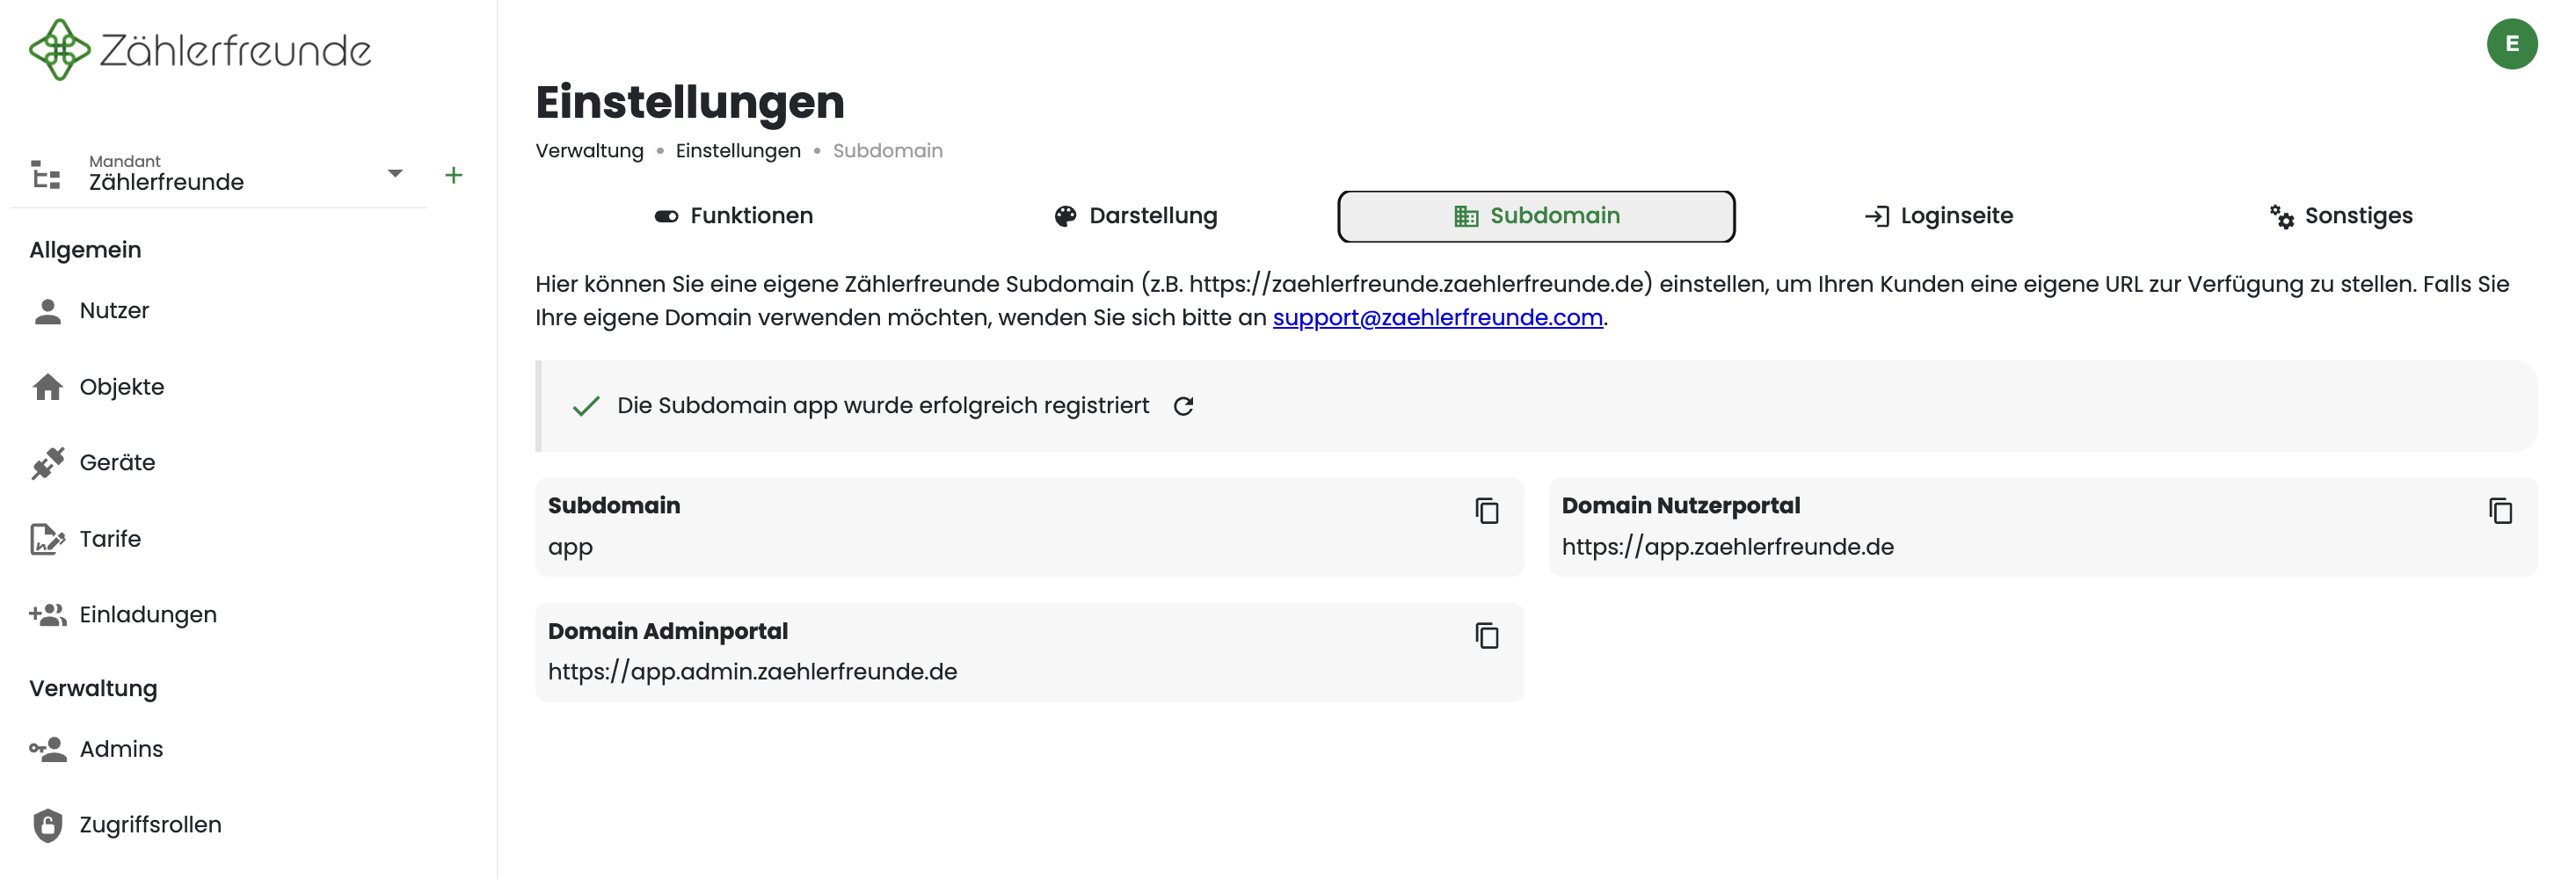 Zählerfreunde
E
Mandant
Zählerfreunde
+
Allgemein
Nutzer
Objekte
Geräte
Tarife
Einladungen
Verwaltung
Admins
Zugriffsrollen
Einstellungen
Verwaltung • Einstellungen • Subdomain
Funktionen
Darstellung
Subdomain
Loginseite
Sonstiges
Hier können Sie eine eigene Zählerfreunde Subdomain (z.B. https://zaehlerfreunde.zaehlerfreunde.de) einstellen, um Ihren Kunden eine eigene URL zur Verfügung zu stellen. Falls Sie
Ihre eigene Domain verwenden möchten, wenden Sie sich bitte an support@zaehlerfreunde.com.
Die Subdomain app wurde erfolgreich registriert
Subdomain
app
Domain Nutzerportal
https://app.zaehlerfreunde.de
Domain Adminportal
https://app.admin.zaehlerfreunde.de